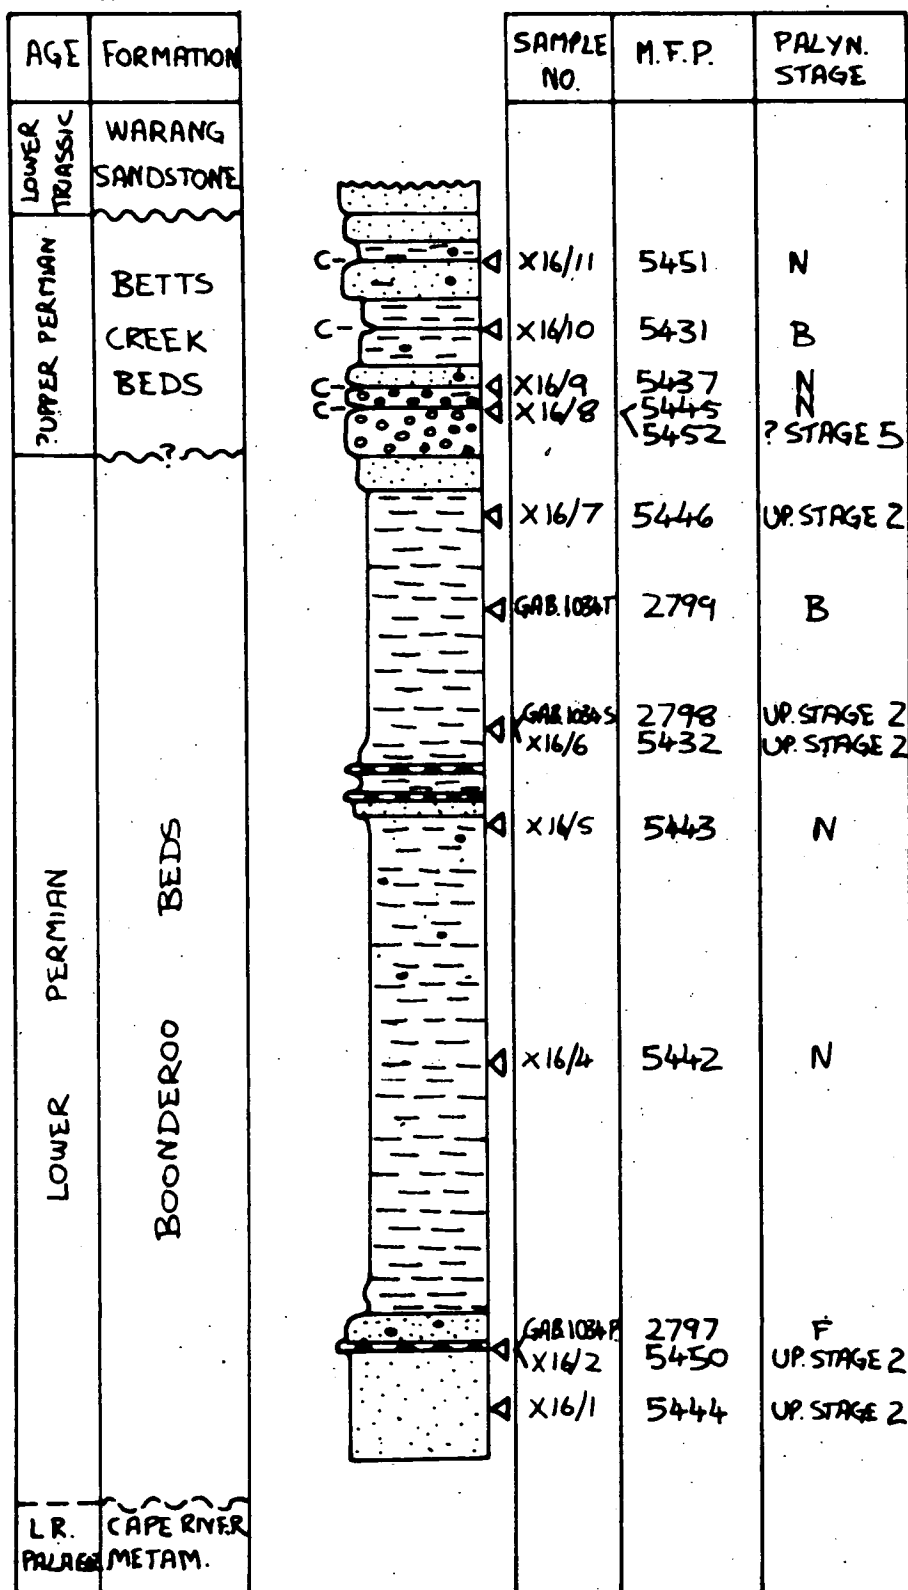 AGE FORMATION SAMPLE NO. M.F.P. PALYN. STAGE
LOWER TRIASSIC
WARANG
SANDSTONE
?UPPER PERMIAN
BETTS
CREEK
BEDS
C- X16/11 5451 N
C- X16/10 5431 B
C- X16/9 5437 N
C- X16/8 5445 N
5452 ? STAGE 5
?
X16/7 5446 UP. STAGE 2
GAB.1034T 2799 B
GAB.1034S 2798 UP. STAGE 2
X16/6 5432 UP. STAGE 2
X16/5 5443 N
LOWER PERMIAN
BOONDEROO BEDS
X16/4 5442 N
GAB.1034P 2797 F
X16/2 5450 UP. STAGE 2
X16/1 5444 UP. STAGE 2
LR. CAPE RIVER
METAM.